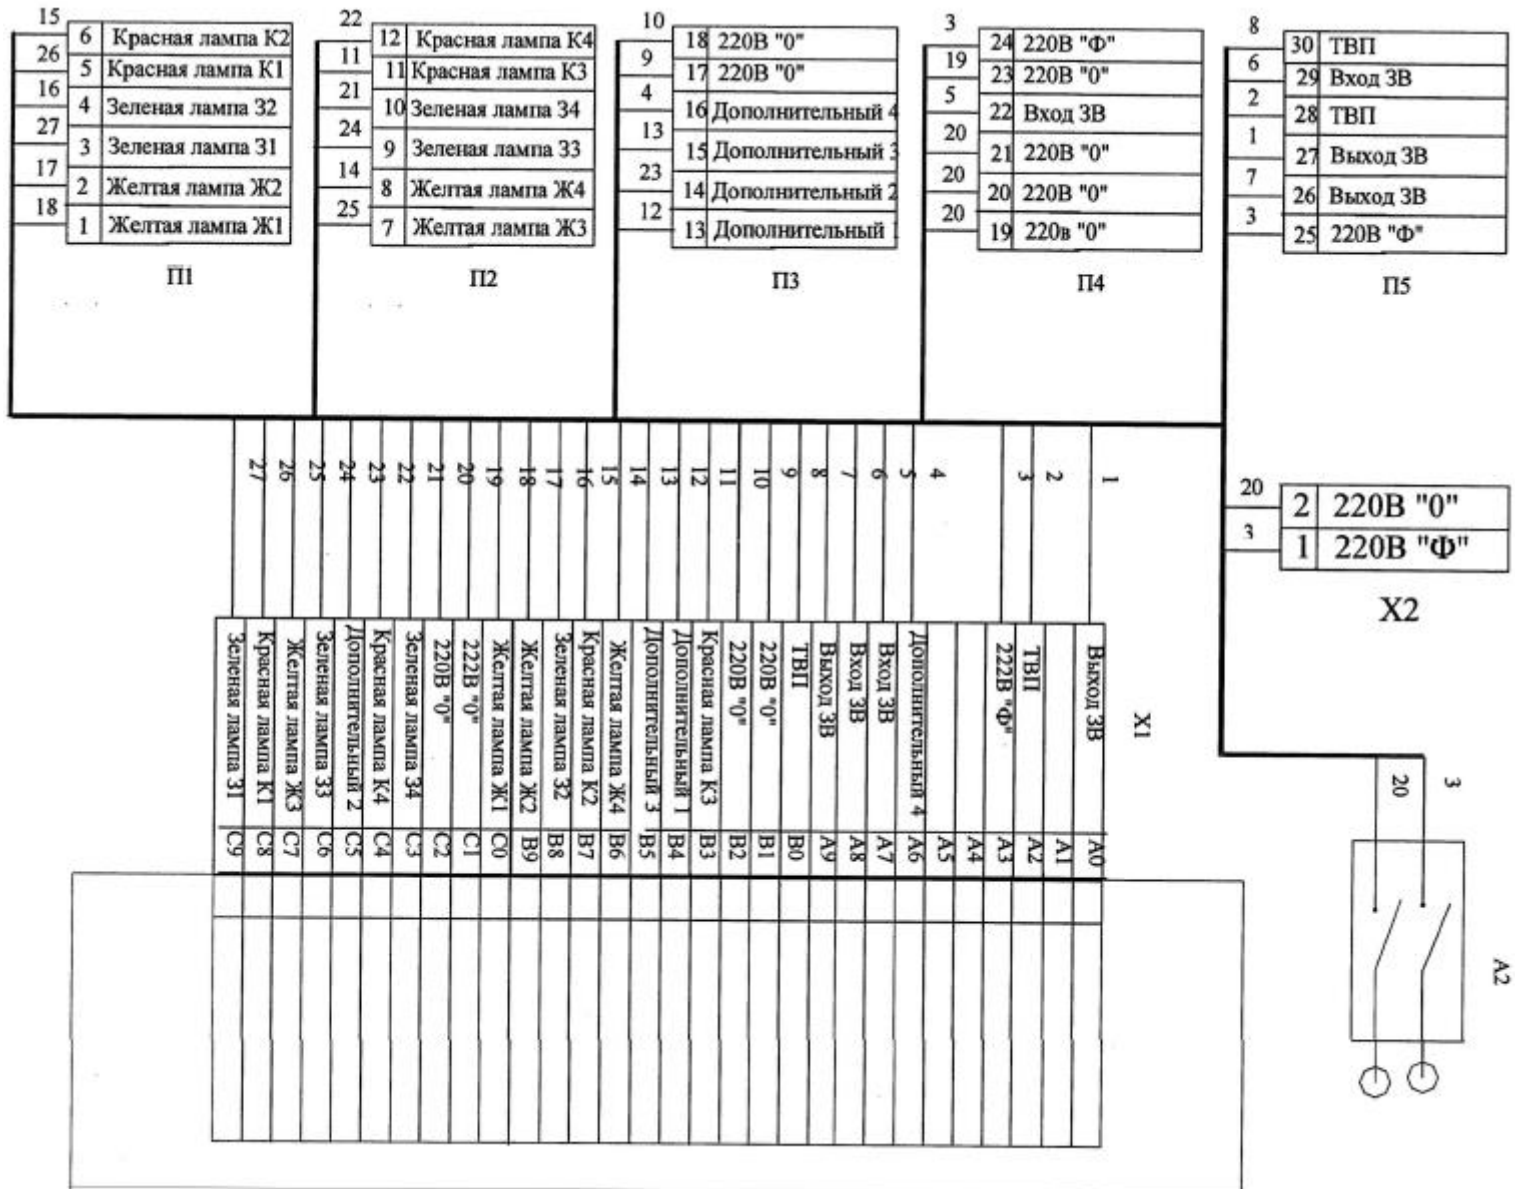 15
6 Красная лампа К2
26
5 Красная лампа К1
16
4 Зеленая лампа З2
27
3 Зеленая лампа З1
17
2 Желтая лампа Ж2
18
1 Желтая лампа Ж1
П1
22
12 Красная лампа К4
11
11 Красная лампа К3
21
10 Зеленая лампа З4
24
9 Зеленая лампа З3
14
8 Желтая лампа Ж4
25
7 Желтая лампа Ж3
П2
10
18 220В "0"
9
17 220В "0"
4
16 Дополнительный 4
13
15 Дополнительный 3
23
14 Дополнительный 2
12
13 Дополнительный 1
П3
3
24 220В "Ф"
19
23 220В "0"
5
22 Вход ЗВ
20
21 220В "0"
20
20 220В "0"
20
19 220в "0"
П4
8
30 ТВП
6
29 Вход ЗВ
2
28 ТВП
1
27 Выход ЗВ
7
26 Выход ЗВ
3
25 220В "Ф"
П5
20
2 220В "0"
3
1 220В "Ф"
X2
1
2
3
4
5
6
7
8
9
10
11
12
13
14
15
16
17
18
19
20
21
22
23
24
25
26
27
X1
Выход ЗВ A0
A1
ТВП A2
222В "Ф" A3
A4
A5
Дополнительный 4 A6
Вход ЗВ A7
Вход ЗВ A8
Выход ЗВ A9
ТВП B0
220В "0" B1
220В "0" B2
Красная лампа К3 B3
Дополнительный 1 B4
Дополнительный 3 B5
Желтая лампа Ж4 B6
Красная лампа К2 B7
Зеленая лампа З2 B8
Желтая лампа Ж2 B9
Желтая лампа Ж1 C0
222В "0" C1
220В "0" C2
Зеленая лампа З4 C3
Красная лампа К4 C4
Дополнительный 2 C5
Зеленая лампа З3 C6
Желтая лампа Ж3 C7
Красная лампа К1 C8
Зеленая лампа З1 C9
3
20
A2